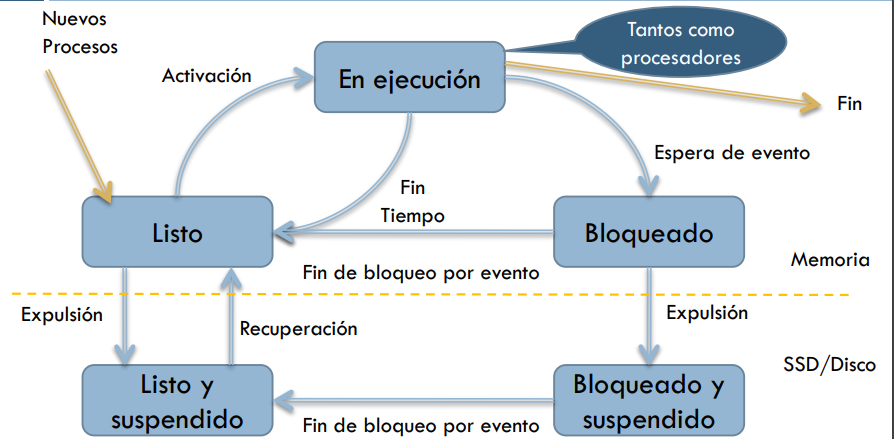 Nuevos
Procesos
Tantos como
procesadores
Activación
En ejecución
Fin
Espera de evento
Fin
Tiempo
Listo
Bloqueado
Fin de bloqueo por evento
Memoria
Expulsión
Recuperación
Expulsión
SSD/Disco
Listo y
suspendido
Bloqueado y
suspendido
Fin de bloqueo por evento